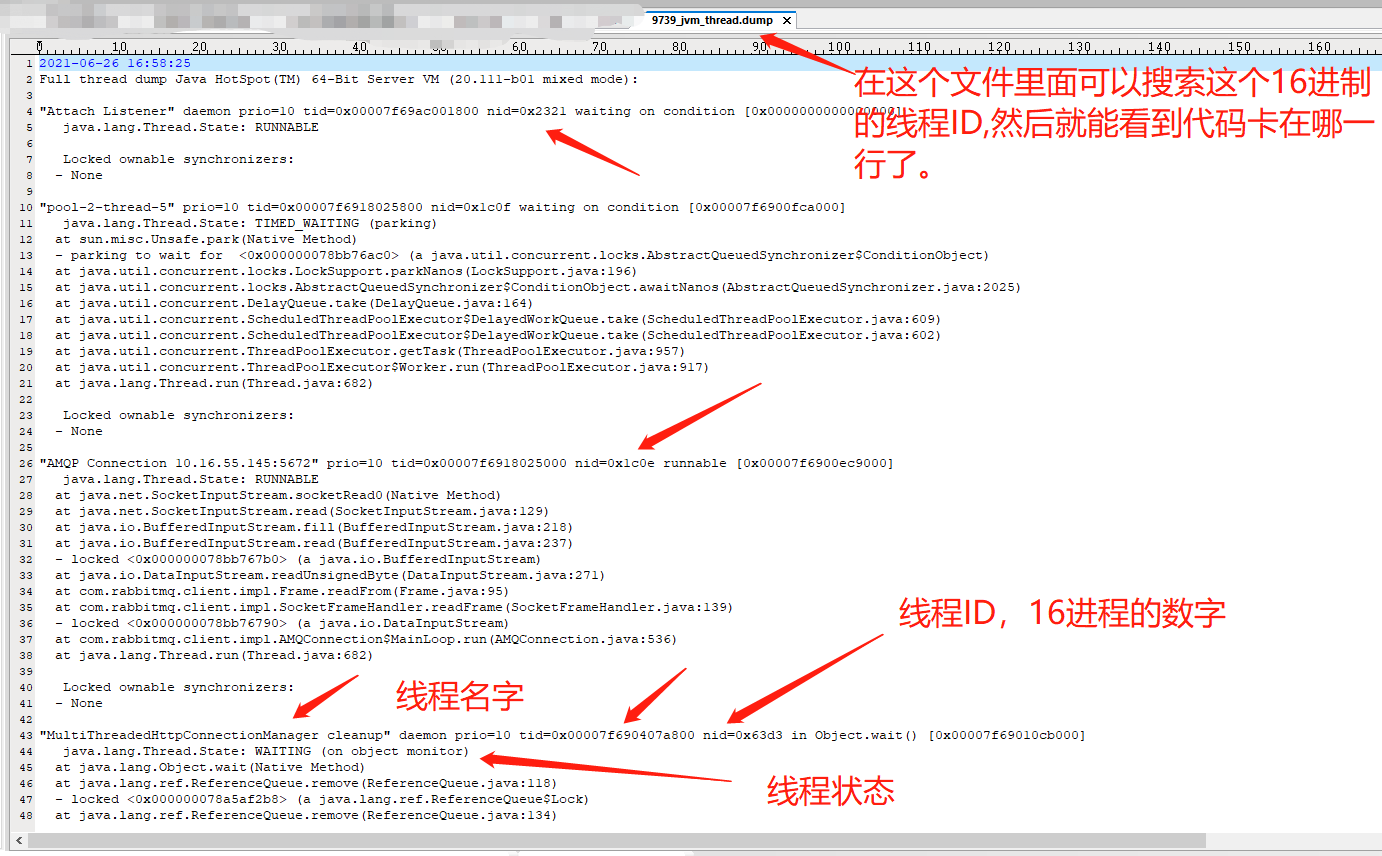 9739_jvm_thread.dump ×
0 10 20 30 40 50 60 70 80 90 100 110 120 130 140 150 160
1 2021-06-26 16:58:25
2 Full thread dump Java HotSpot(TM) 64-Bit Server VM (20.111-b01 mixed mode):
3
4 "Attach Listener" daemon prio=10 tid=0x00007f69ac001800 nid=0x2321 waiting on condition [0x0000000000000000]
5 java.lang.Thread.State: RUNNABLE
6
7 Locked ownable synchronizers:
8 - None
9
在这个文件里面可以搜索这个16进制
的线程ID,然后就能看到代码卡在哪一
行了。
10 "pool-2-thread-5" prio=10 tid=0x00007f6918025800 nid=0x1c0f waiting on condition [0x00007f6900fca000]
11 java.lang.Thread.State: TIMED_WAITING (parking)
12 at sun.misc.Unsafe.park(Native Method)
13 - parking to wait for  <0x000000078bb76ac0> (a java.util.concurrent.locks.AbstractQueuedSynchronizer$ConditionObject)
14 at java.util.concurrent.locks.LockSupport.parkNanos(LockSupport.java:196)
15 at java.util.concurrent.locks.AbstractQueuedSynchronizer$ConditionObject.awaitNanos(AbstractQueuedSynchronizer.java:2025)
16 at java.util.concurrent.DelayQueue.take(DelayQueue.java:164)
17 at java.util.concurrent.ScheduledThreadPoolExecutor$DelayedWorkQueue.take(ScheduledThreadPoolExecutor.java:609)
18 at java.util.concurrent.ScheduledThreadPoolExecutor$DelayedWorkQueue.take(ScheduledThreadPoolExecutor.java:602)
19 at java.util.concurrent.ThreadPoolExecutor.getTask(ThreadPoolExecutor.java:957)
20 at java.util.concurrent.ThreadPoolExecutor$Worker.run(ThreadPoolExecutor.java:917)
21 at java.lang.Thread.run(Thread.java:682)
22
23 Locked ownable synchronizers:
24 - None
25
26 "AMQP Connection 10.16.55.145:5672" prio=10 tid=0x00007f6918025000 nid=0x1c0e runnable [0x00007f6900ec9000]
27 java.lang.Thread.State: RUNNABLE
28 at java.net.SocketInputStream.socketRead0(Native Method)
29 at java.net.SocketInputStream.read(SocketInputStream.java:129)
30 at java.io.BufferedInputStream.fill(BufferedInputStream.java:218)
31 at java.io.BufferedInputStream.read(BufferedInputStream.java:237)
32 - locked <0x000000078bb767b0> (a java.io.BufferedInputStream)
33 at java.io.DataInputStream.readUnsignedByte(DataInputStream.java:271)
34 at com.rabbitmq.client.impl.Frame.readFrom(Frame.java:95)
35 at com.rabbitmq.client.impl.SocketFrameHandler.readFrame(SocketFrameHandler.java:139)
36 - locked <0x000000078bb76790> (a java.io.DataInputStream)
37 at com.rabbitmq.client.impl.AMQConnection$MainLoop.run(AMQConnection.java:536)
38 at java.lang.Thread.run(Thread.java:682)
39
线程ID，16进程的数字
40 Locked ownable synchronizers:
41 - None
42
线程名字
43 "MultiThreadedHttpConnectionManager cleanup" daemon prio=10 tid=0x00007f690407a800 nid=0x63d3 in Object.wait() [0x00007f69010cb000]
44 java.lang.Thread.State: WAITING (on object monitor)
45 at java.lang.Object.wait(Native Method)
46 at java.lang.ref.ReferenceQueue.remove(ReferenceQueue.java:118)
47 - locked <0x000000078a5af2b8> (a java.lang.ref.ReferenceQueue$Lock)
48 at java.lang.ref.ReferenceQueue.remove(ReferenceQueue.java:134)
线程状态